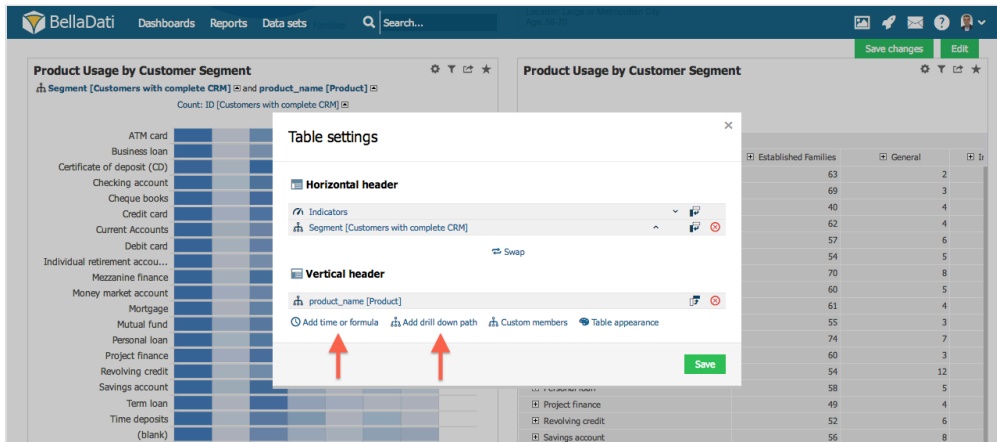 BellaDati Dashboards Reports Data sets Search...
Save changes Edit
Product Usage by Customer Segment
Segment [Customers with complete CRM] and product_name [Product]
Count: ID [Customers with complete CRM]
ATM card
Business loan
Certificate of deposit (CD)
Checking account
Cheque books
Credit card
Current Accounts
Debit card
Individual retirement accou...
Mezzanine finance
Money market account
Mortgage
Mutual fund
Personal loan
Project finance
Revolving credit
Savings account
Term loan
Time deposits
(blank)
Table settings
Horizontal header
Indicators
Segment [Customers with complete CRM]
Swap
Vertical header
product_name [Product]
Add time or formula Add drill down path Custom members Table appearance
Save
Product Usage by Customer Segment
Established Families General
63 2
69 3
40 4
62 4
57 6
54 5
70 8
60 5
61 4
55 3
74 7
60 3
54 12
58 5
Project finance 49 4
Revolving credit 52 6
Savings account 56 8